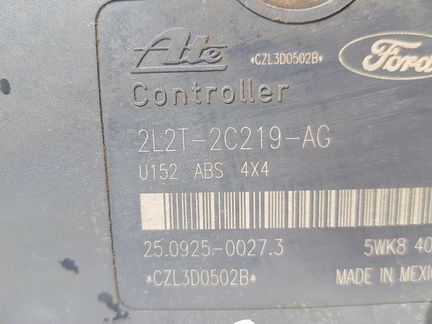 Ate *CZL3D0502B* Ford
Controller
2L2T-2C219-AG
U152 ABS 4X4
25.0925-0027.3 5WK8 40
*CZL3D0502B* MADE IN MEXI